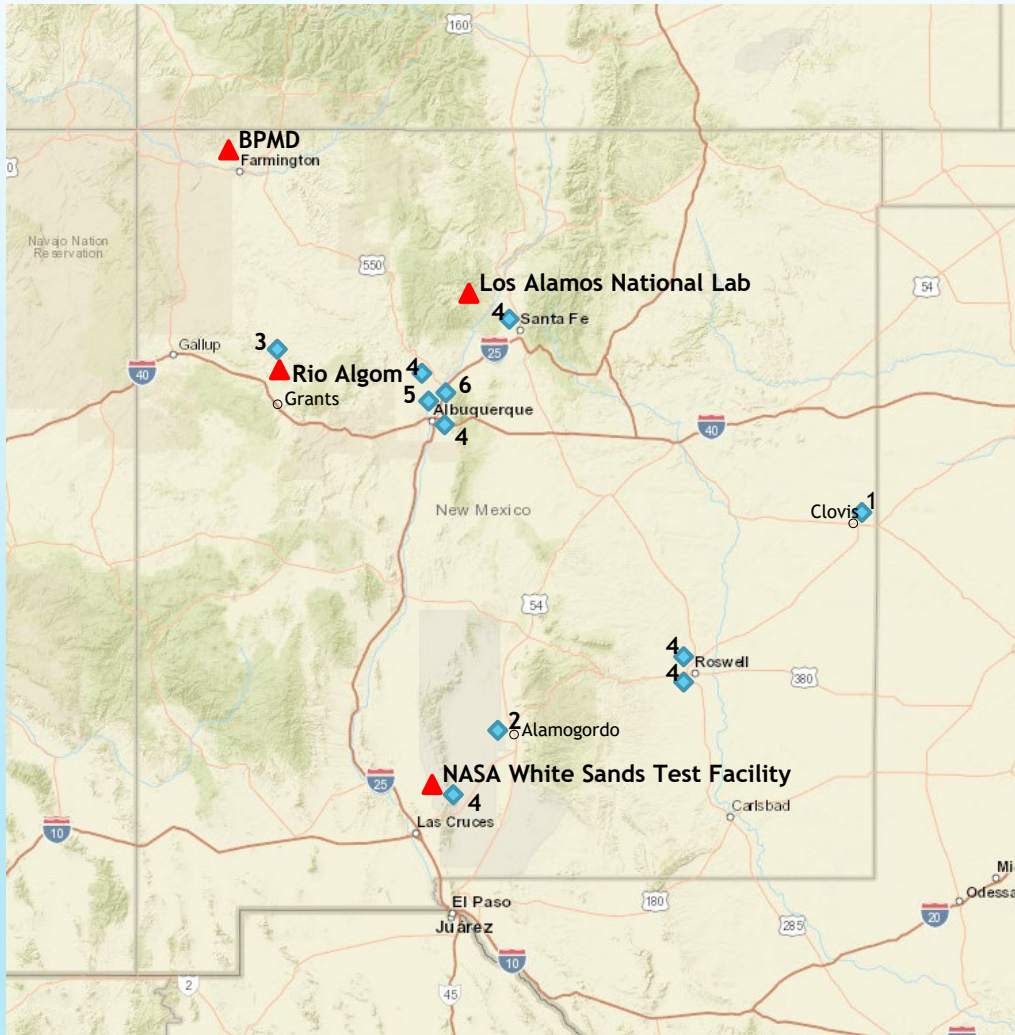 160
BPMD
Farmington
0
Navajo Nation
Reservation
550
54
Los Alamos National Lab
4
Santa Fe
25
Gallup
3
40
Rio Algom
4
6
5
Grants
Albuquerque
4
40
New Mexico
1
Clovis
54
4
Roswell
4
380
2
Alamogordo
NASA White Sands Test Facility
25
4
Carlsbad
10
Las Cruces
Mi
Odessa
El Paso
180
Juárez
20
285
10
2
45